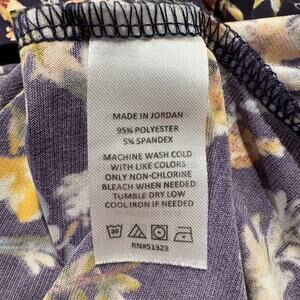 MADE IN JORDAN
95% POLYESTER
5% SPANDEX
MACHINE WASH COLD
WITH LIKE COLORS
ONLY NON-CHLORINE
BLEACH WHEN NEEDED
TUMBLE DRY LOW
COOL IRON IF NEEDED
30
RN#51323